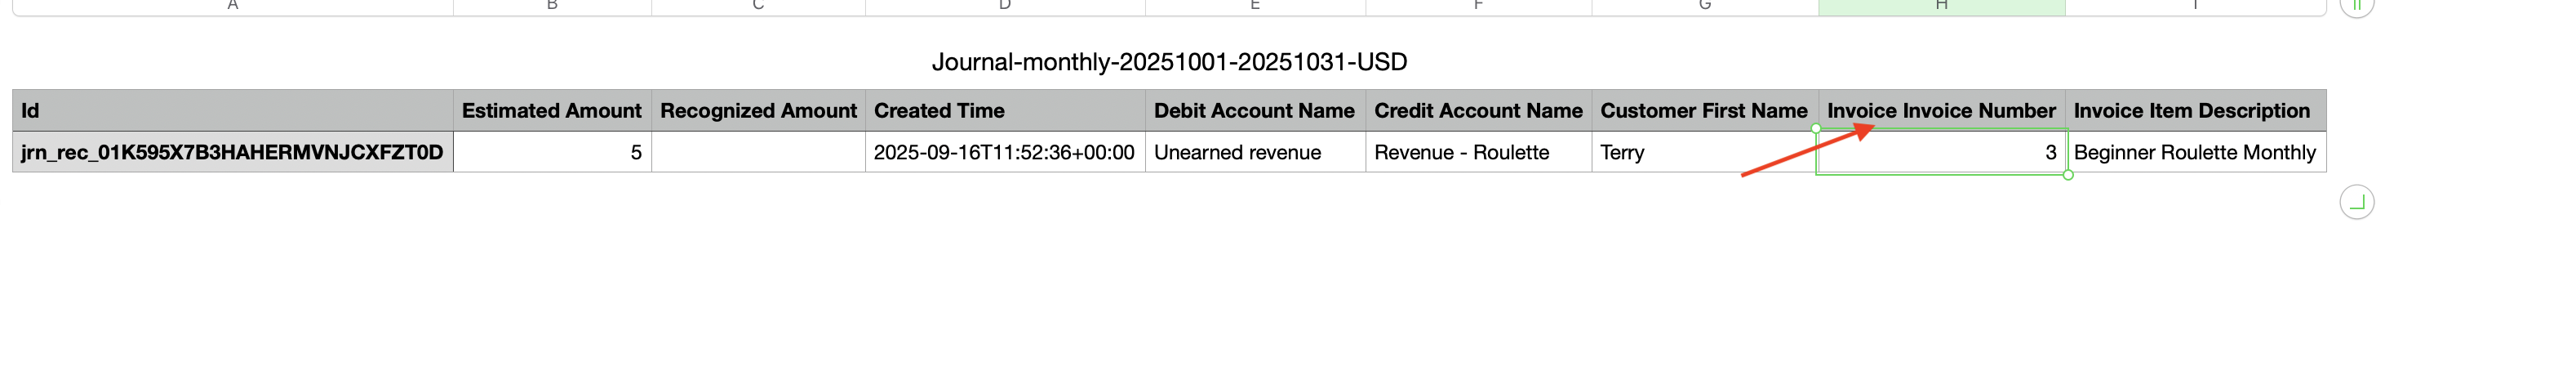 A B C D E F G H I
Journal-monthly-20251001-20251031-USD
Id Estimated Amount Recognized Amount Created Time Debit Account Name Credit Account Name Customer First Name Invoice Invoice Number Invoice Item Description
jrn_rec_01K595X7B3HAHERMVNJCXFZT0D 5 2025-09-16T11:52:36+00:00 Unearned revenue Revenue - Roulette Terry 3 Beginner Roulette Monthly